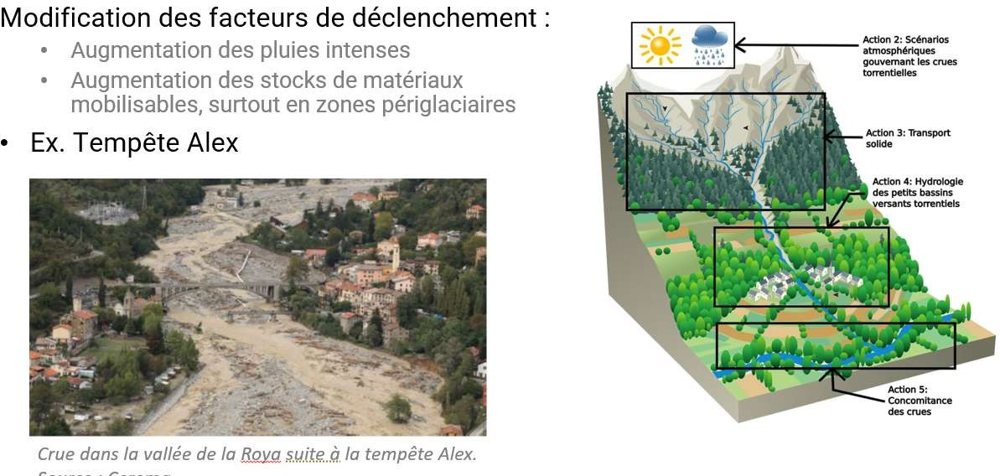 Modification des facteurs de déclenchement :
• Augmentation des pluies intenses
• Augmentation des stocks de matériaux
mobilisables, surtout en zones périglaciaires
• Ex. Tempête Alex
Crue dans la vallée de la Roya suite à la tempête Alex.
Action 2: Scénarios
atmosphériques
gouvernant les crues
torrentielles
Action 3: Transport
solide
Action 4: Hydrologie
des petits bassins
versants torrentiels
Action 5:
Concomitance
des crues